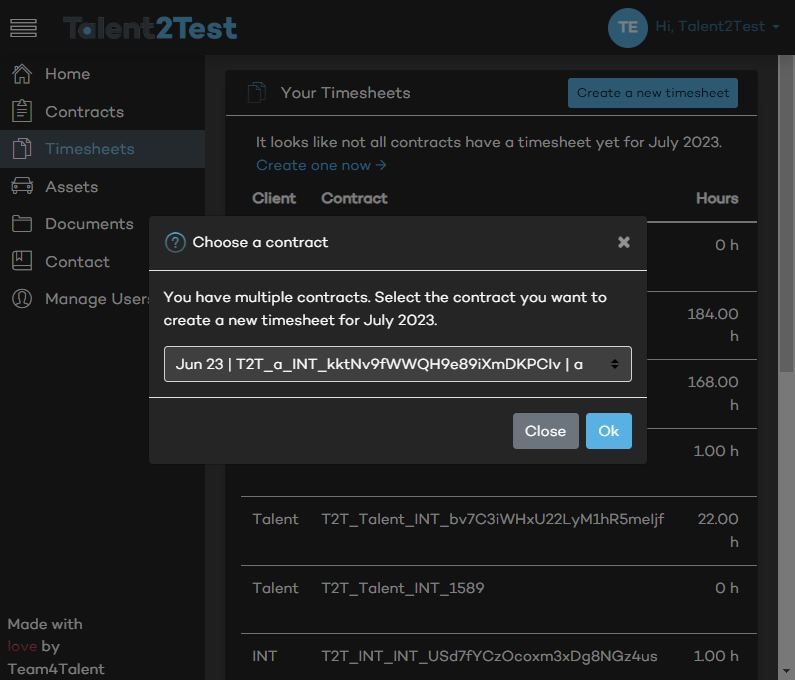 Talent2Test
TE Hi, Talent2Test
Home
Contracts
Timesheets
Assets
Documents
Contact
Manage Users
Your Timesheets
Create a new timesheet
It looks like not all contracts have a timesheet yet for July 2023.
Create one now →
Client Contract Hours
0 h
184.00
h
168.00
h
1.00 h
Choose a contract
You have multiple contracts. Select the contract you want to
create a new timesheet for July 2023.
Jun 23 | T2T_a_INT_kktNv9fWWQH9e89iXmDKPClv | a
Close Ok
Talent T2T_Talent_INT_bv7C3iWHxU22LyM1hR5meIjf 22.00
h
Talent T2T_Talent_INT_1589 0 h
INT T2T_INT_INT_USd7fYCzOcoxm3xDg8NGz4us 1.00 h
Made with
love by
Team4Talent